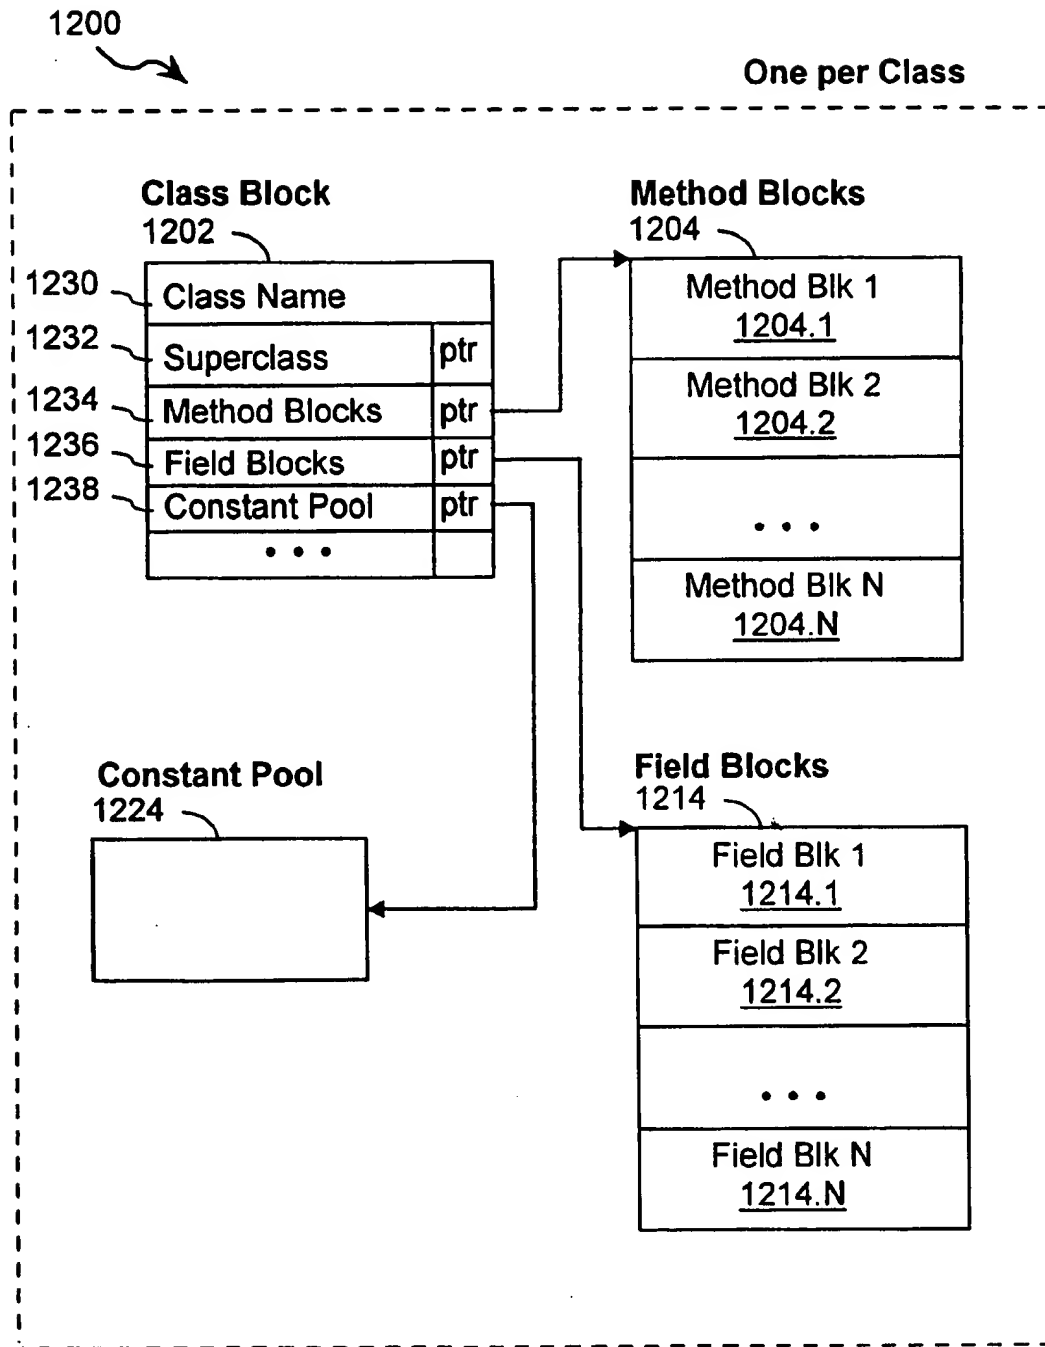 1200
One per Class
Class Block
1202
1230
Class Name
1232
Superclass ptr
1234
Method Blocks ptr
1236
Field Blocks ptr
1238
Constant Pool ptr
• • •
Method Blocks
1204
Method Blk 1
1204.1
Method Blk 2
1204.2
• • •
Method Blk N
1204.N
Constant Pool
1224
Field Blocks
1214
Field Blk 1
1214.1
Field Blk 2
1214.2
• • •
Field Blk N
1214.N